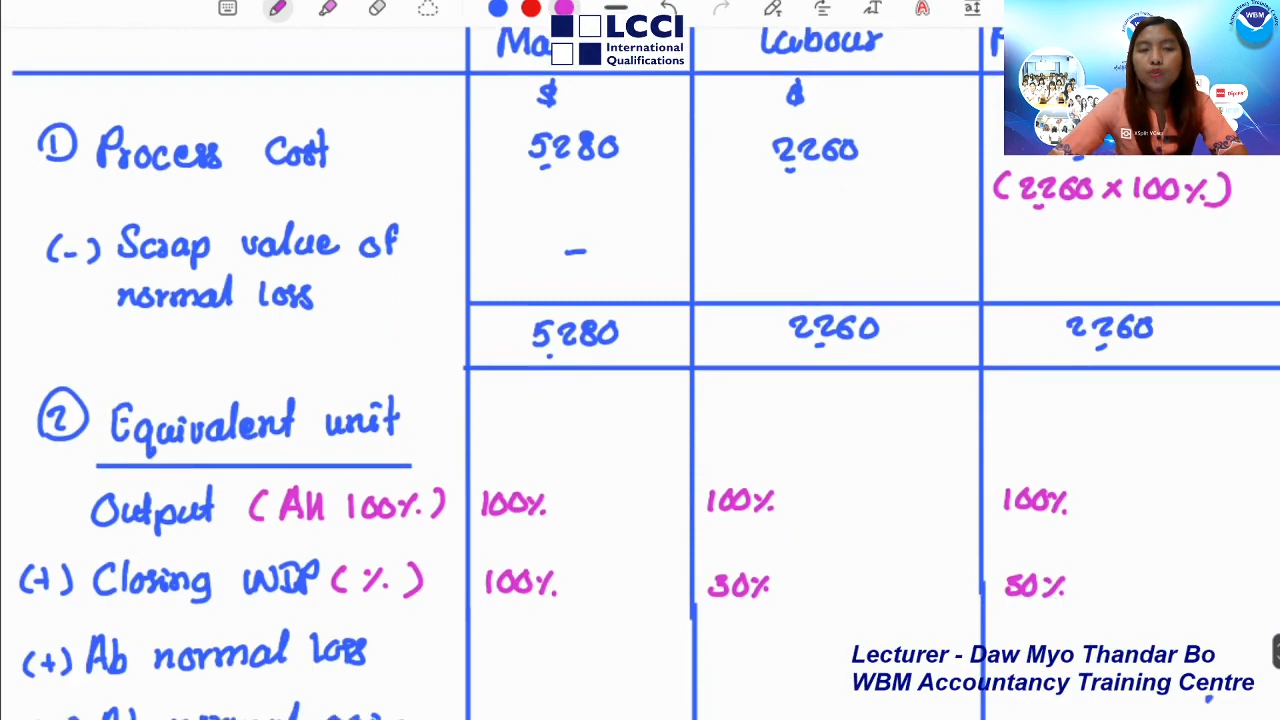 LCCI
International
Qualifications
WBM
Labour
$ $
① Process Cost 5280 2260
(2260 × 100%)
(-) Scrap value of –
normal loss
5280 2260 2260
② Equivalent unit
Output (All 100%) 100% 100% 100%
(+) Closing WIP (%) 100% 30% 30%
(+) Ab normal loss
Lecturer - Daw Myo Thandar Bo
WBM Accountancy Training Centre